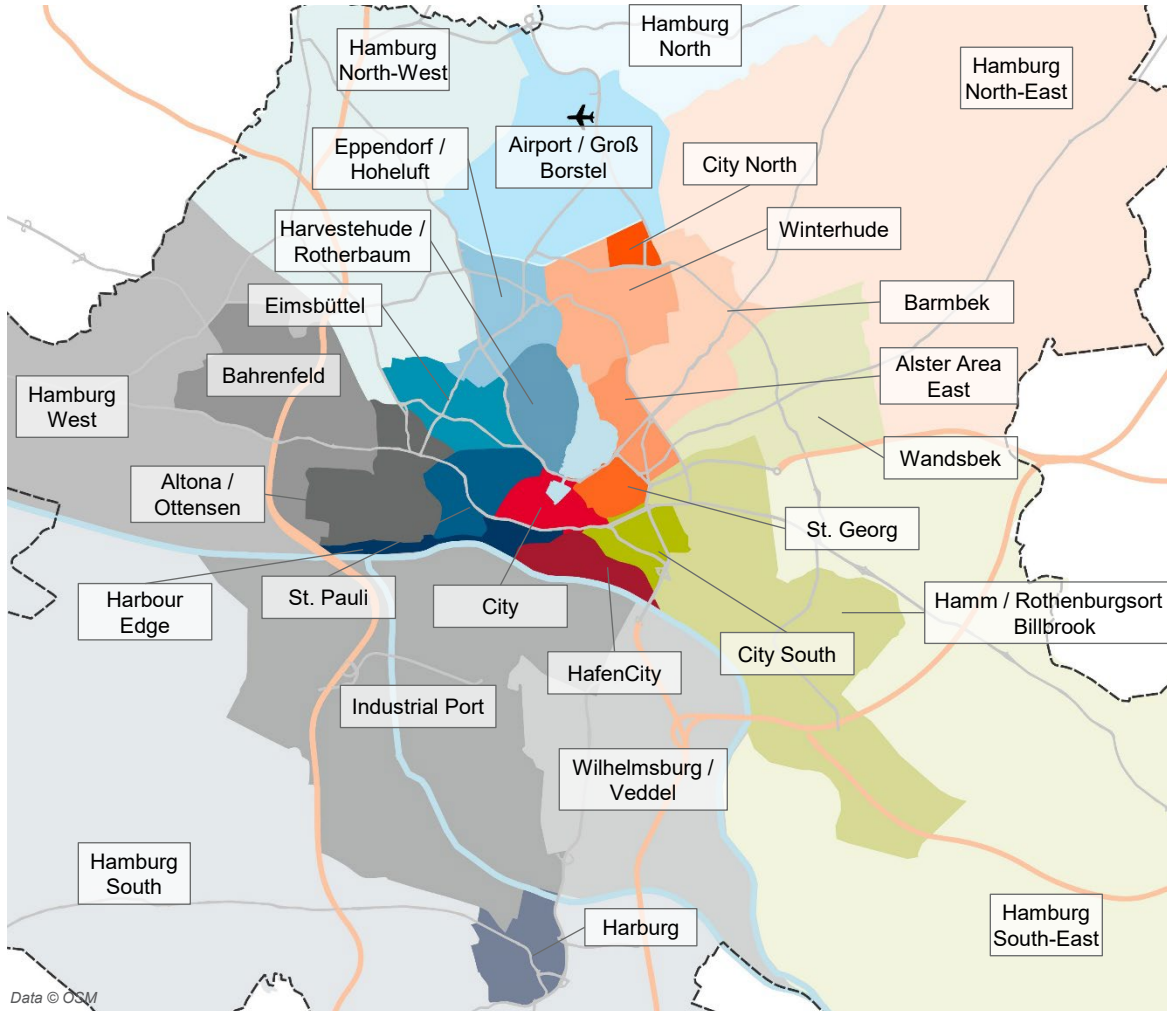 Hamburg
North-West
Hamburg
North
Hamburg
North-East
Eppendorf /
Hoheluft
Airport / Groß
Borstel
City North
Harvestehude /
Rotherbaum
Winterhude
Eimsbüttel
Barmbek
Bahrenfeld
Hamburg
West
Alster Area
East
Wandsbek
Altona /
Ottensen
St. Georg
Harbour
Edge
St. Pauli
City
Hamm / Rothenburgsort
Billbrook
City South
HafenCity
Industrial Port
Wilhelmsburg /
Veddel
Hamburg
South
Harburg
Hamburg
South-East
Data © OSM